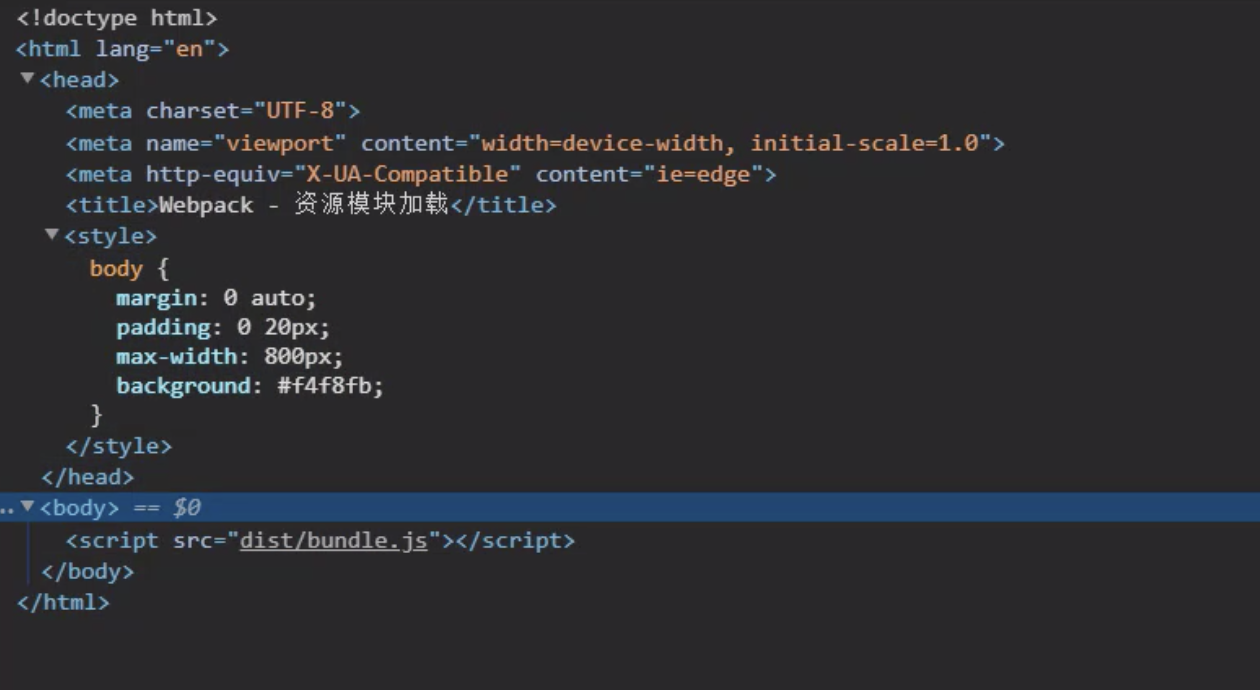 <!doctype html>
<html lang="en">
▼<head>
<meta charset="UTF-8">
<meta name="viewport" content="width=device-width, initial-scale=1.0">
<meta http-equiv="X-UA-Compatible" content="ie=edge">
<title>Webpack - 资源模块加载</title>
▼<style>
body {
margin: 0 auto;
padding: 0 20px;
max-width: 800px;
background: #f4f8fb;
}
</style>
</head>
..▼<body> == $0
<script src="dist/bundle.js"></script>
</body>
</html>